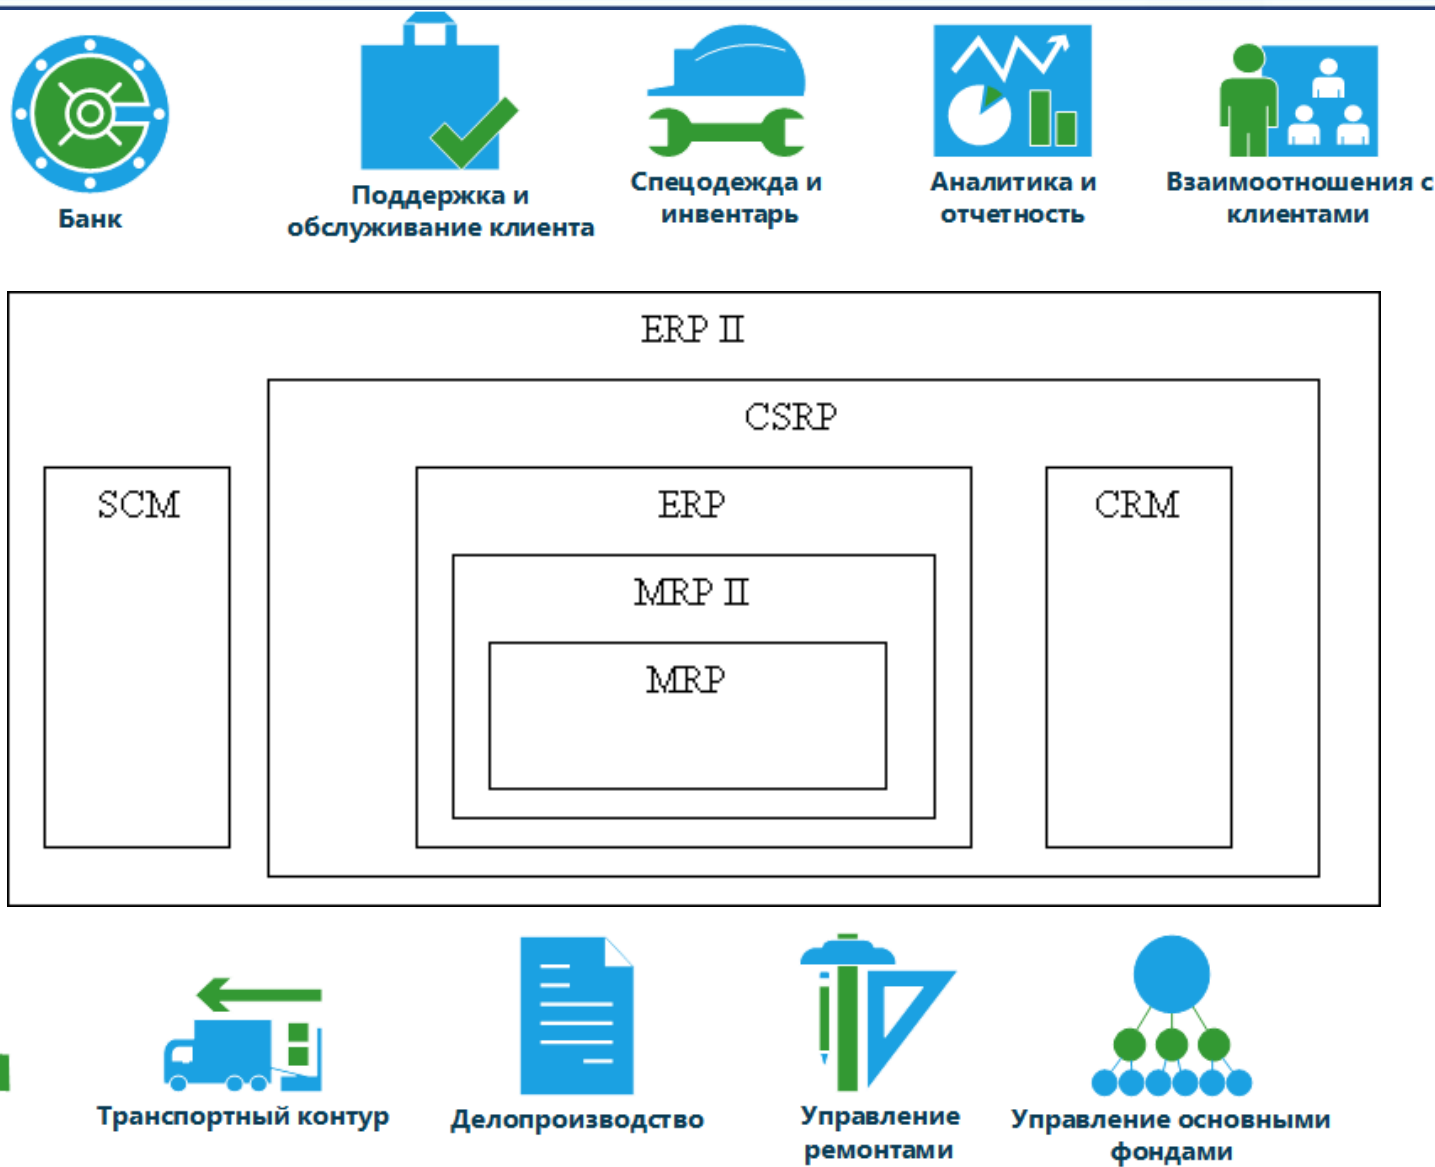 Банк
Поддержка и
обслуживание клиента
Спецодежда и
инвентарь
Аналитика и
отчетность
Взаимоотношения с
клиентами
ERP II
CSRP
SCM
ERP
CRM
MRP II
MRP
Транспортный контур
Делопроизводство
Управление
ремонтами
Управление основными
фондами